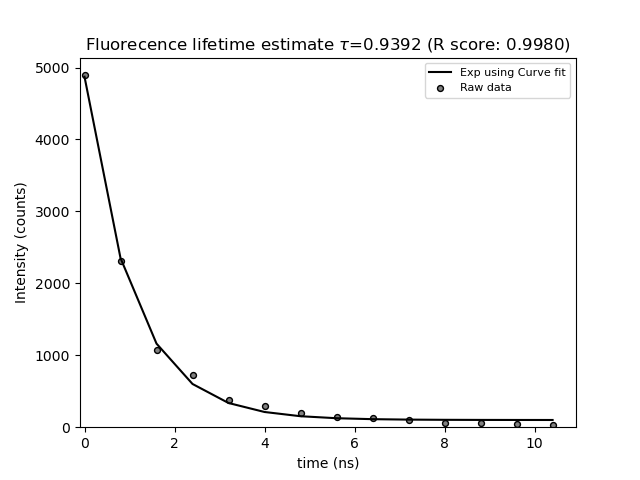 Fluorecence lifetime estimate τ=0.9392 (R score: 0.9980)
Exp using Curve fit
Raw data
Intensity (counts)
5000
4000
3000
2000
1000
0
0 2 4 6 8 10
time (ns)